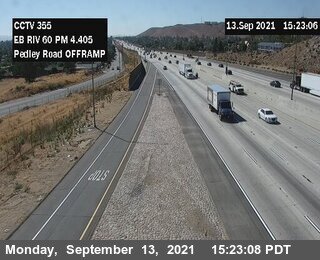 CCTV 355
EB RIV 60 PM 4.405
Pedley Road OFFRAMP
13.Sep 2021 15:23:06
STOP
Monday, September 13, 2021 15:23:08 PDT